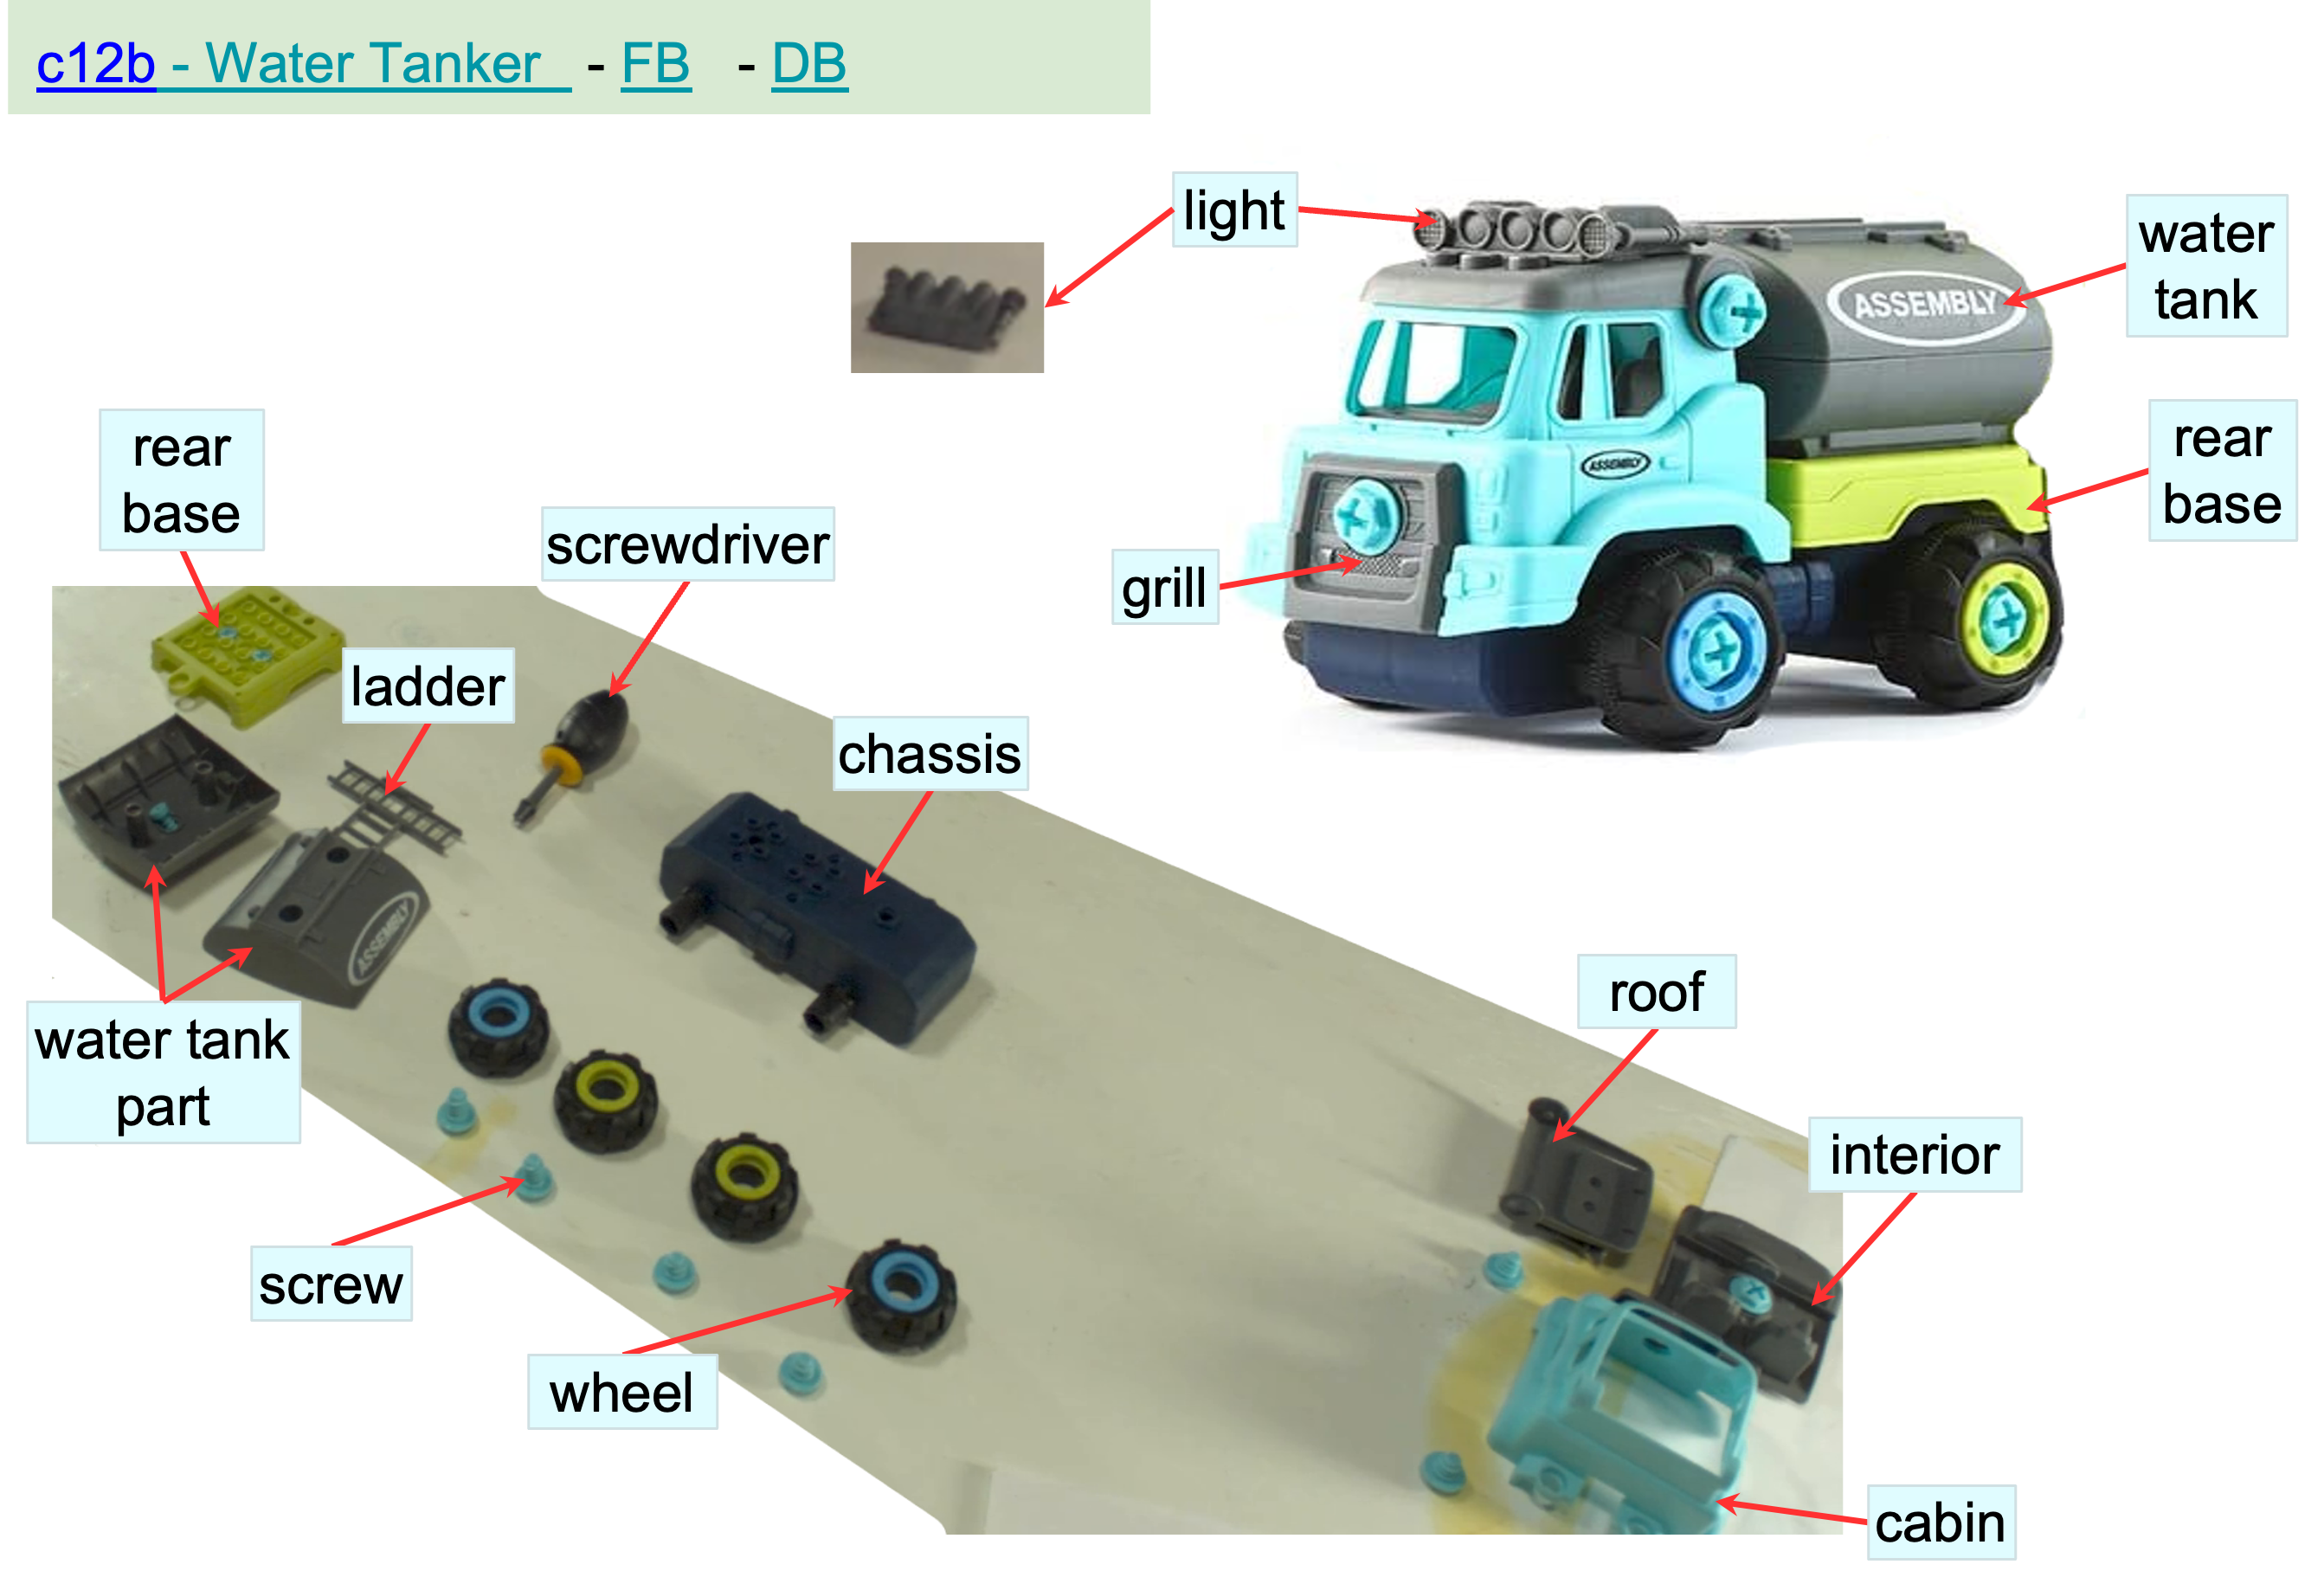 c12b - Water Tanker - FB - DB
light
water
tank
ASSEMBLY
rear
base
rear
base
screwdriver
ASSEMBLY
grill
ladder
chassis
ASSEMBLY
roof
water tank
part
interior
screw
wheel
cabin